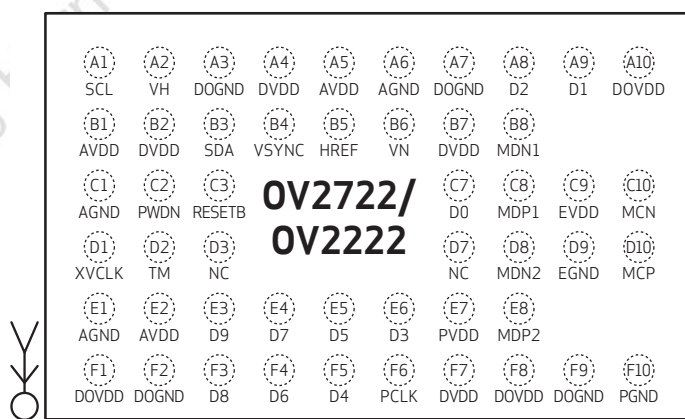 A1 A2 A3 A4 A5 A6 A7 A8 A9 A10
SCL VH DOGND DVDD AVDD AGND DOGND D2 D1 DOVDD
B1 B2 B3 B4 B5 B6 B7 B8
AVDD DVDD SDA VSYNC HREF VN DVDD MDN1
C1 C2 C3 C7 C8 C9 C10
AGND PWDN RESETB D0 MDP1 EVDD MCN
OV2722/
OV2222
D1 D2 D3 D7 D8 D9 D10
XVCLK TM NC NC MDN2 EGND MCP
E1 E2 E3 E4 E5 E6 E7 E8
AGND AVDD D9 D7 D5 D3 PVDD MDP2
F1 F2 F3 F4 F5 F6 F7 F8 F9 F10
DOVDD DOGND D8 D6 D4 PCLK DVDD DOVDD DOGND PGND